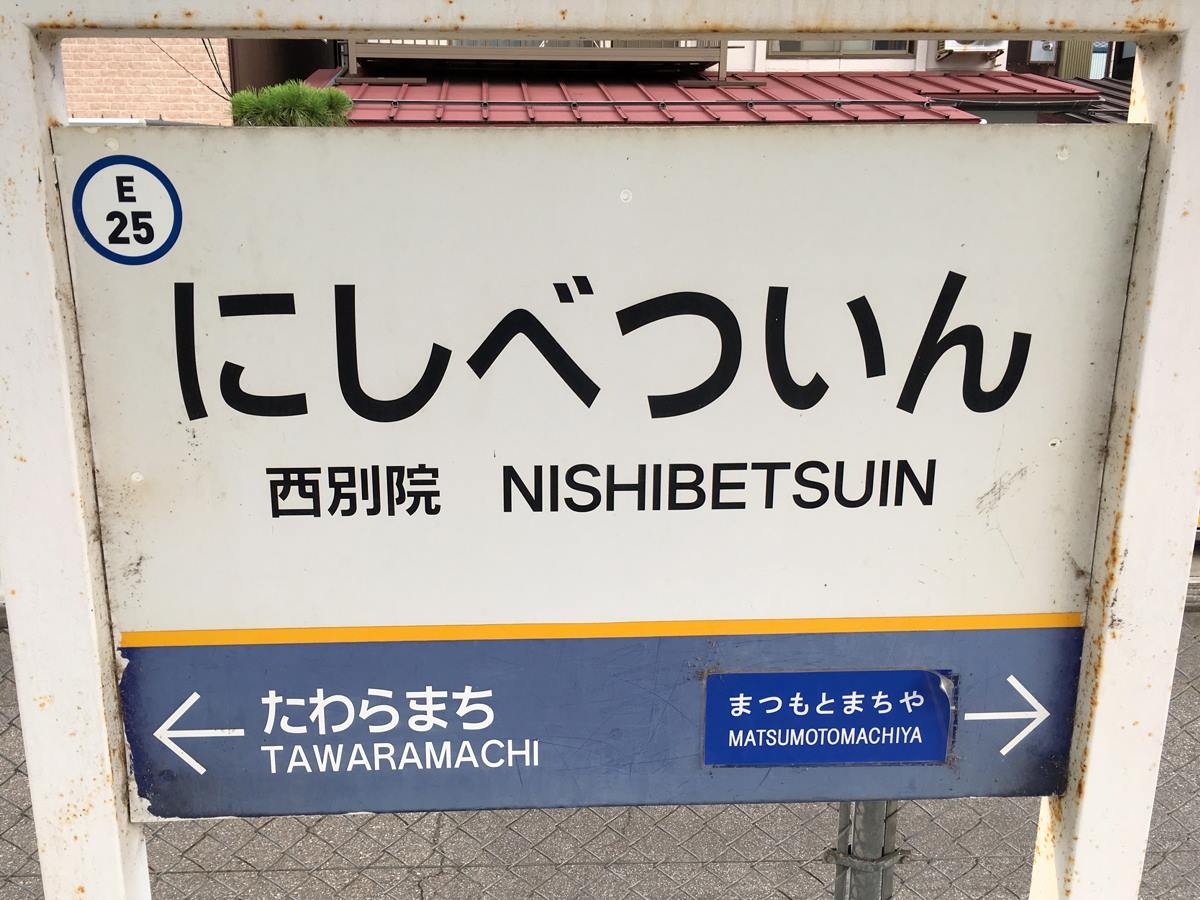 E
25
にしべついん
西別院 NISHIBETSUIN
たわらまち
TAWARAMACHI
まつもとまちや
MATSUMOTOMACHIYA